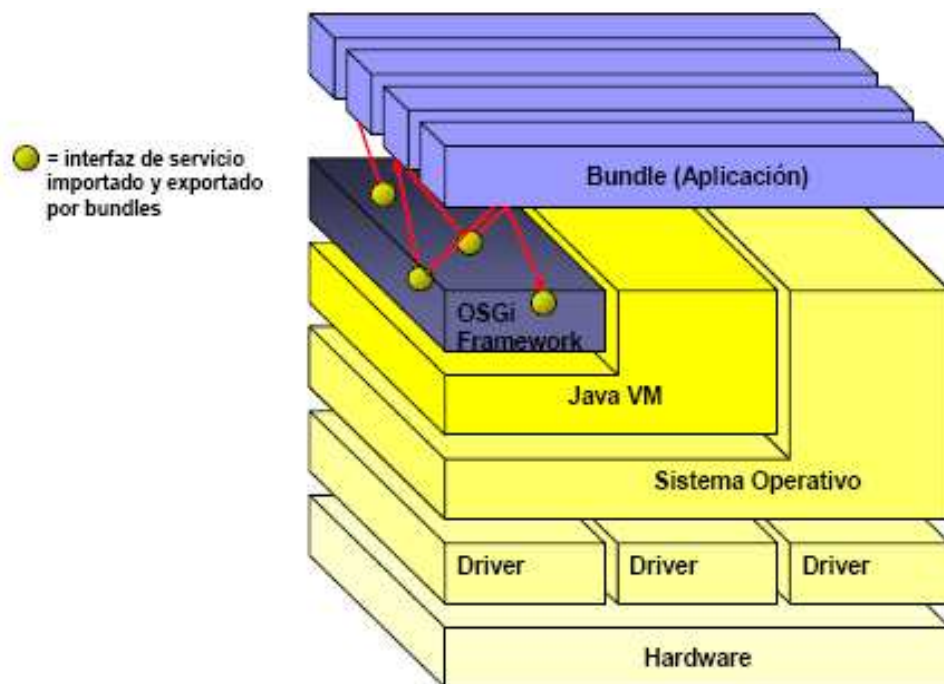 = interfaz de servicio
importado y exportado
por bundles
Bundle (Aplicación)
OSGi
Framework
Java VM
Sistema Operativo
Driver
Driver
Driver
Hardware